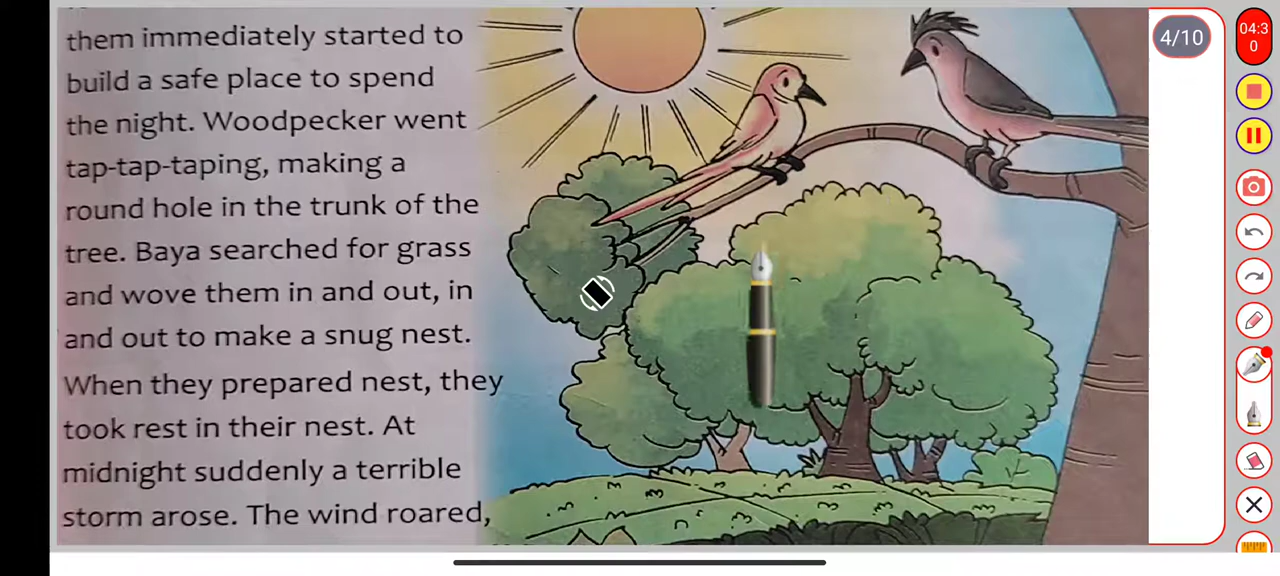 them immediately started to
build a safe place to spend
the night. Woodpecker went
tap-tap-taping, making a
round hole in the trunk of the
tree. Baya searched for grass
and wove them in and out, in
and out to make a snug nest.
When they prepared nest, they
took rest in their nest. At
midnight suddenly a terrible
storm arose. The wind roared,
4/10
04:3
0